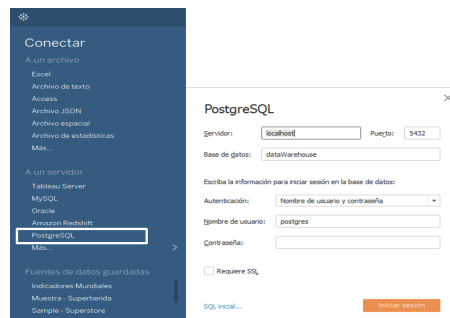 Conectar
A un archivo
Excel
Archivo de texto
Access
Archivo JSON
Archivo espacial
Archivo de estadísticas
Más...
A un servidor
Tableau Server
MySQL
Oracle
Amazon Redshift
PostgreSQL
Más...
Fuentes de datos guardadas
Indicadores Mundiales
Muestra - Supertienda
Sample - Superstore
PostgreSQL
Servidor: localhost Puerto: 5432
Base de datos: dataWarehouse
Escriba la información para iniciar sesión en la base de datos:
Autenticación: Nombre de usuario y contraseña
Nombre de usuario: postgres
Contraseña:
Requiere SSL
SQL inicial... Iniciar sesión